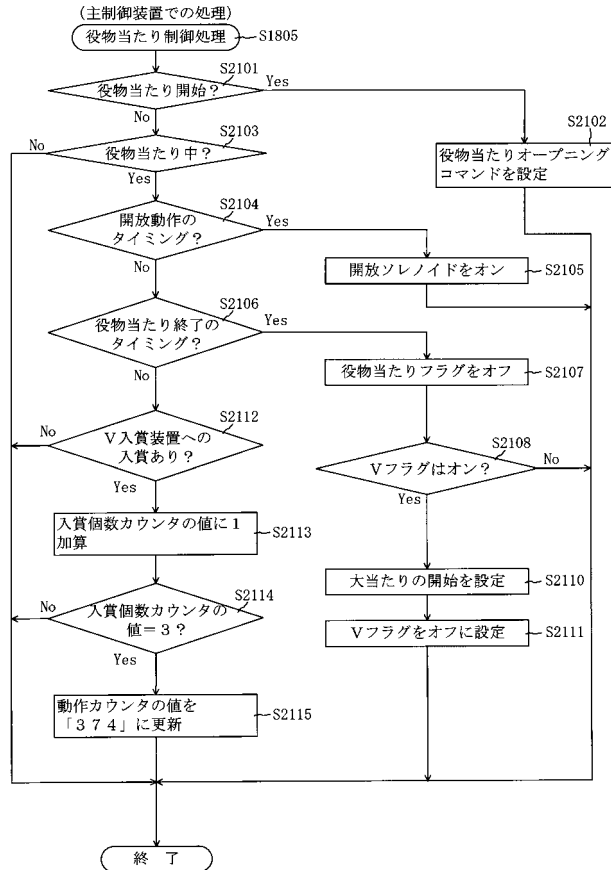 (主制御装置での処理)
役物当たり制御処理
S1805
S2101
役物当たり開始？
Yes
No
S2103
No
役物当たり中？
Yes
S2102
役物当たりオープニング
コマンドを設定
S2104
開放動作の
タイミング？
Yes
No
開放ソレノイドをオン
S2105
S2106
役物当たり終了の
タイミング？
Yes
No
役物当たりフラグをオフ
S2107
S2112
No
Ｖ入賞装置への
入賞あり？
Yes
S2108
Ｖフラグはオン？
No
Yes
入賞個数カウンタの値に１
加算
S2113
大当たりの開始を設定
S2110
S2114
No
入賞個数カウンタの
値＝３？
Yes
Ｖフラグをオフに設定
S2111
動作カウンタの値を
「３７４」に更新
S2115
終 了